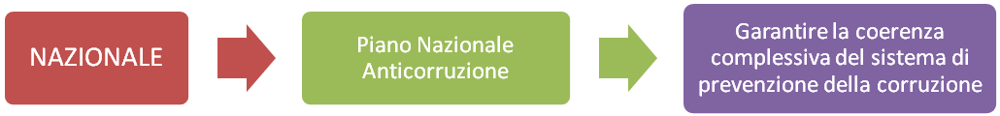 NAZIONALE
Piano Nazionale
Anticorruzione
Garantire la coerenza
complessiva del sistema di
prevenzione della corruzione